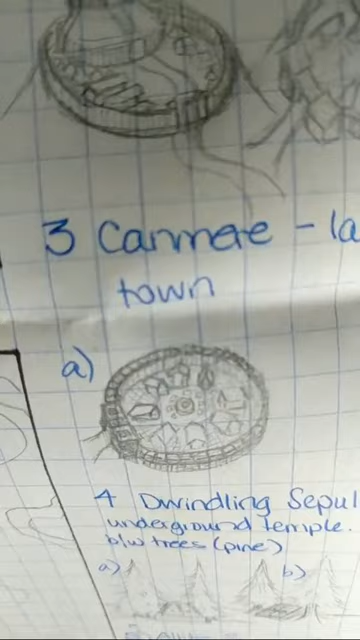 3 Canmere - la
town
a)
4 Dwindling Sepul
underground temple.
b/w trees (pine)
a) b)